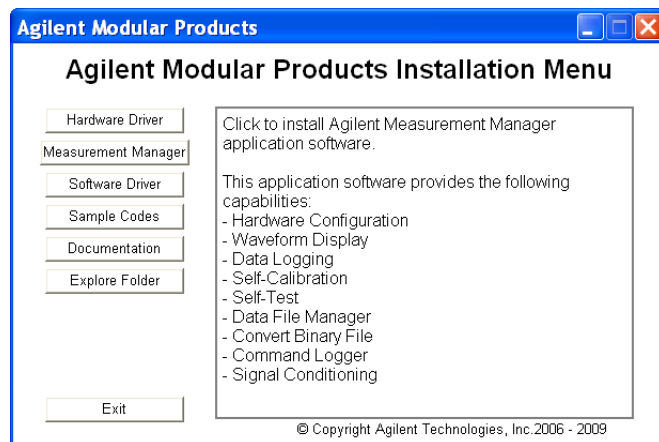 Agilent Modular Products
Agilent Modular Products Installation Menu
Hardware Driver
Measurement Manager
Software Driver
Sample Codes
Documentation
Explore Folder
Exit
Click to install Agilent Measurement Manager
application software.
This application software provides the following
capabilities:
- Hardware Configuration
- Waveform Display
- Data Logging
- Self-Calibration
- Self-Test
- Data File Manager
- Convert Binary File
- Command Logger
- Signal Conditioning
© Copyright Agilent Technologies, Inc.2006 - 2009